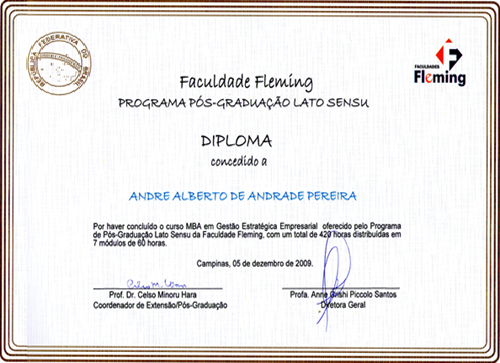 REPÚBLICA FEDERATIVA DO BRASIL
FACULDADES
Fleming
Faculdade Fleming
PROGRAMA PÓS-GRADUAÇÃO LATO SENSU
DIPLOMA
concedido a
ANDRE ALBERTO DE ANDRADE PEREIRA
Por haver concluído o curso MBA em Gestão Estratégica Empresarial oferecido pelo Programa
de Pós-Graduação Lato Sensu da Faculdade Fleming, com um total de 420 horas distribuídas em
7 módulos de 60 horas.
Campinas, 05 de dezembro de 2009.
Prof. Dr. Celso Minoru Hara
Coordenador de Extensão/Pós-Graduação
Profa. Anne Piccolo Santos
Diretora Geral